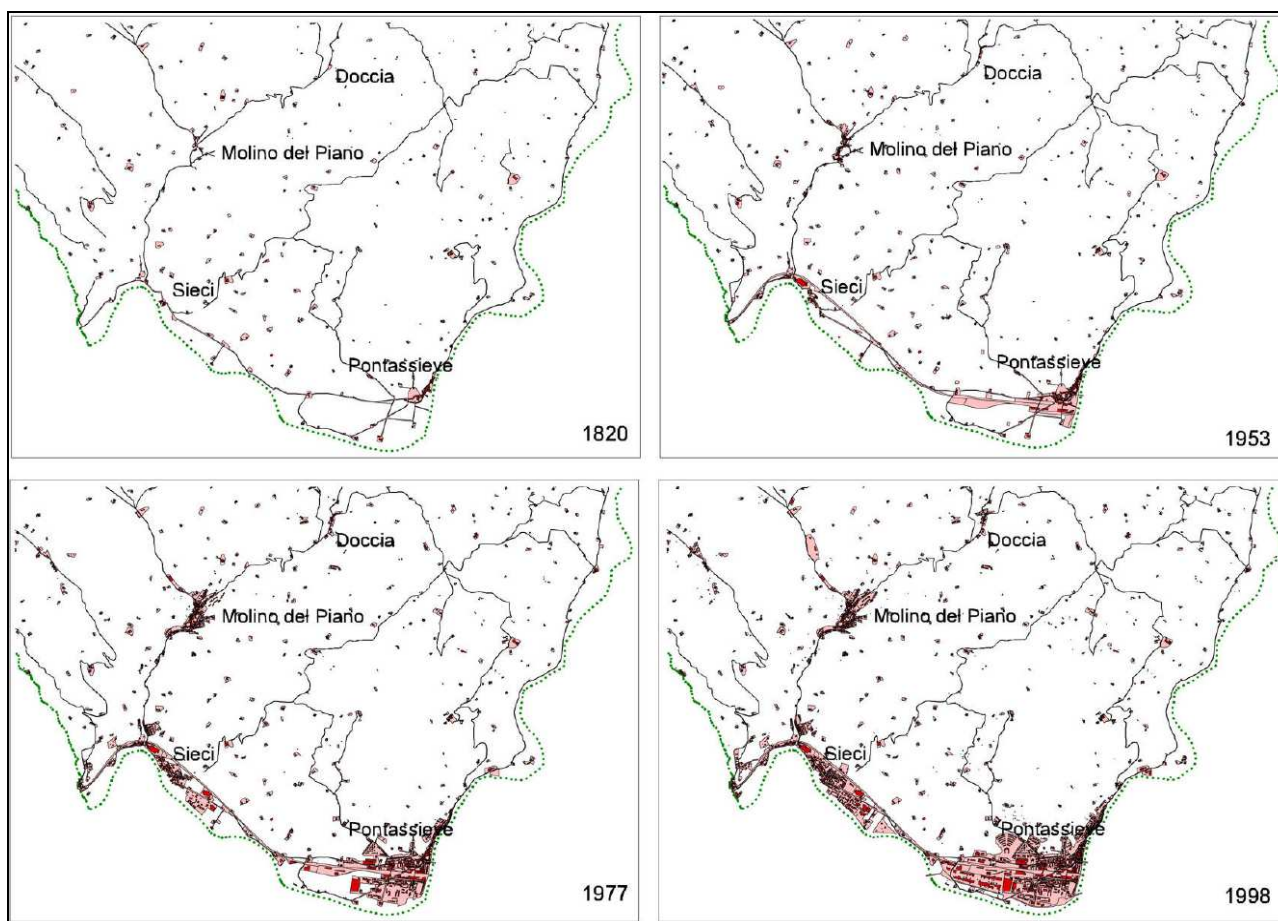 Doccia
Molino del Piano
Sieci
Pontassieve
1820
Doccia
Molino del Piano
Sieci
Pontassieve
1953
Doccia
Molino del Piano
Sieci
Pontassieve
1977
Doccia
Molino del Piano
Sieci
Pontassieve
1998